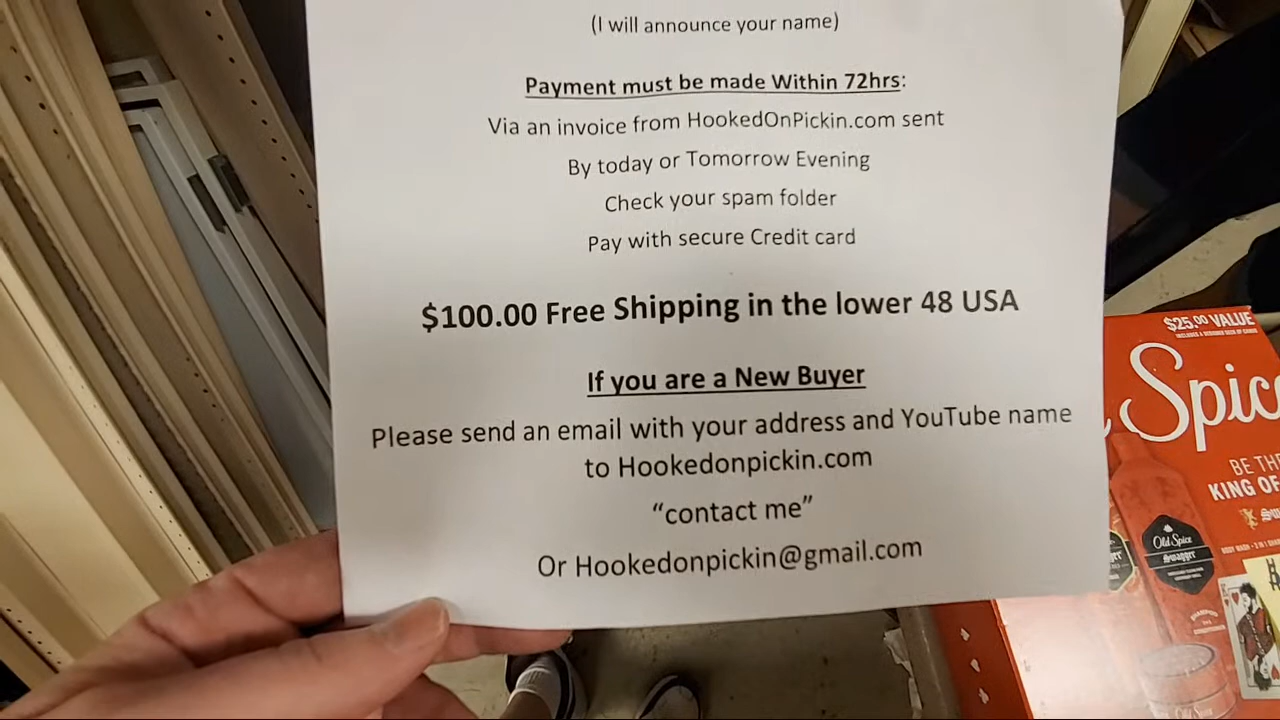 (I will announce your name)
Payment must be made Within 72hrs:
Via an invoice from HookedOnPickin.com sent
By today or Tomorrow Evening
Check your spam folder
Pay with secure Credit card
$100.00 Free Shipping in the lower 48 USA
If you are a New Buyer
Please send an email with your address and YouTube name
to Hookedonpickin.com
“contact me”
Or Hookedonpickin@gmail.com
$25.00 VALUE
Spic
BE THE
KING OF
Old Spice
Swagger